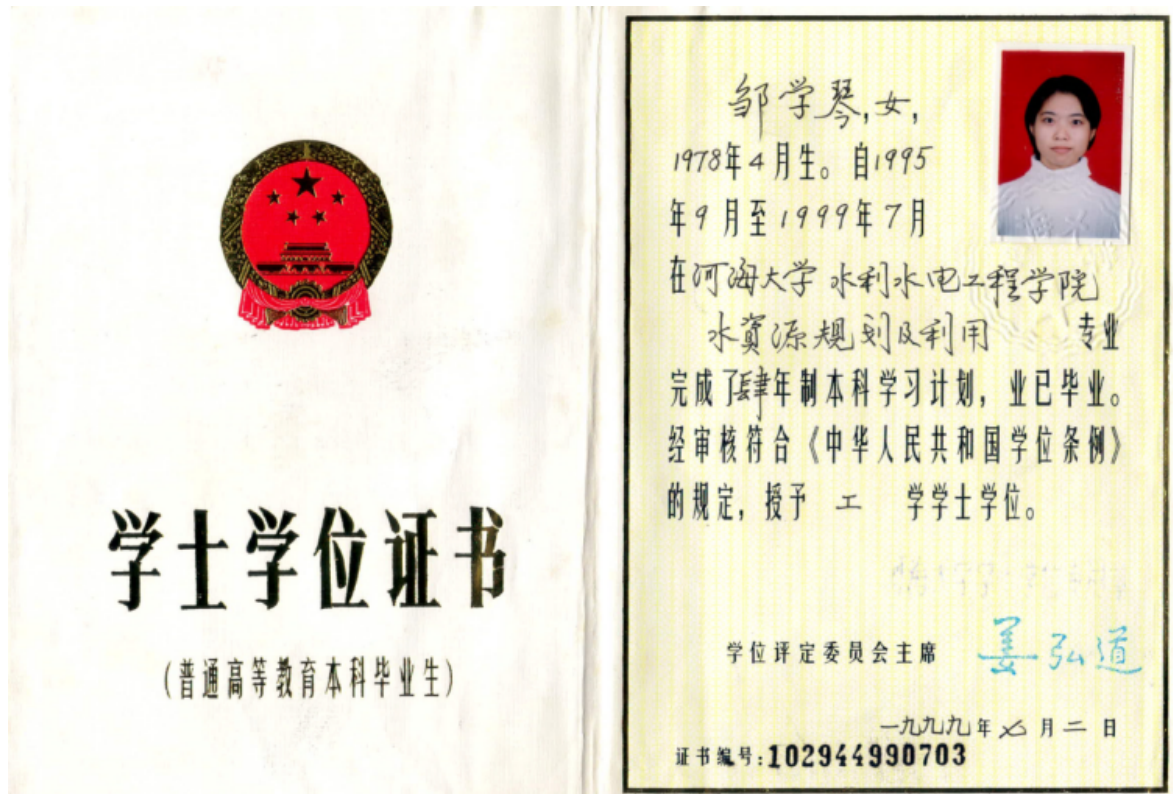 学士学位证书
(普通高等教育本科毕业生)
邹学琴,女,
1978年4月生。自1995
年9月至1999年7月
在河海大学水利水电工程学院
水資源规划及利用 专业
完成了肆年制本科学习计划,业已毕业。
经审核符合《中华人民共和国学位条例》
的规定,授予 工 学学士学位。
学位评定委员会主席 姜弘道
一九九九年七月二日
证书编号:102944990703